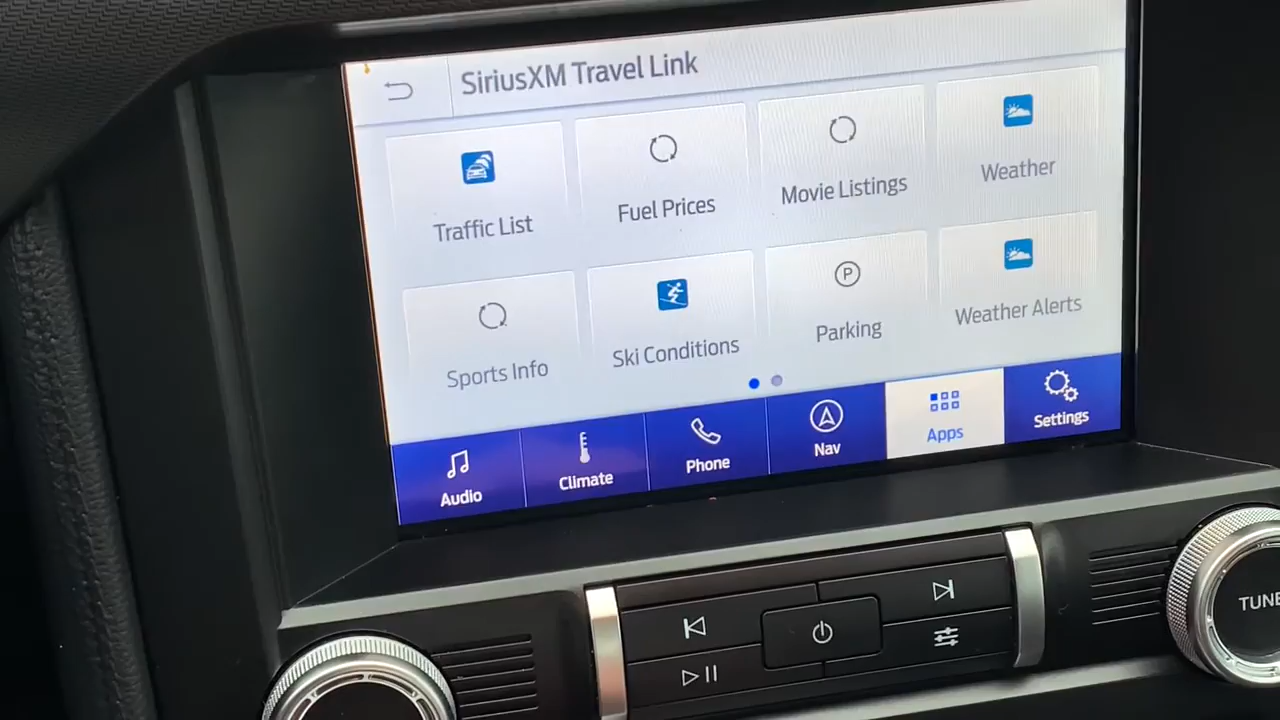 SiriusXM Travel Link
Traffic List
Fuel Prices
Movie Listings
Weather
Sports Info
Ski Conditions
P
Parking
Weather Alerts
Audio
Climate
Phone
Nav
Apps
Settings
TUNE